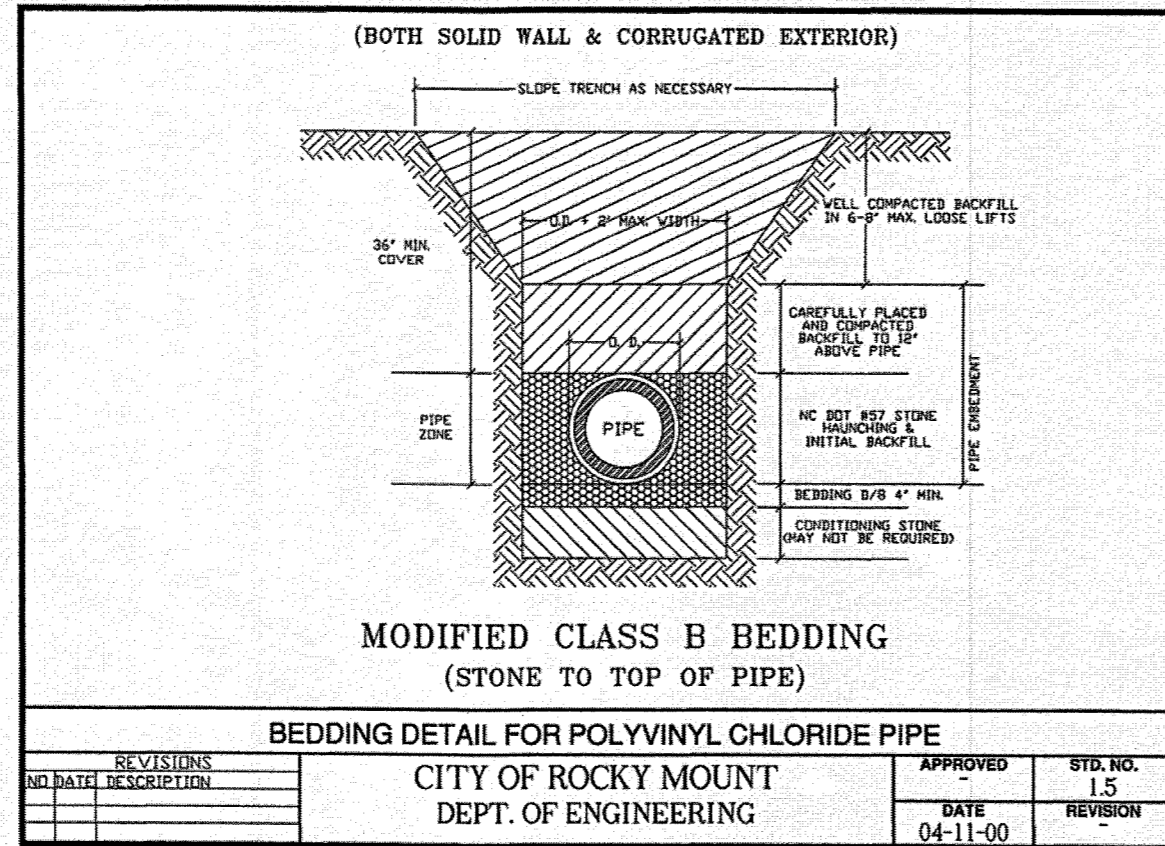 (BOTH SOLID WALL & CORRUGATED EXTERIOR)
SLOPE TRENCH AS NECESSARY
WELL COMPACTED BACKFILL
IN 6-8" MAX. LOOSE LIFTS
O.D. + 2' MAX. WIDTH
36" MIN.
COVER
CAREFULLY PLACED
AND COMPACTED
BACKFILL TO 12"
ABOVE PIPE
O. D.
PIPE
ZONE
PIPE
NC DOT #57 STONE
HAUNCHING &
INITIAL BACKFILL
PIPE EMBEDMENT
BEDDING D/8 4" MIN.
CONDITIONING STONE
(MAY NOT BE REQUIRED)
MODIFIED CLASS B BEDDING
(STONE TO TOP OF PIPE)
BEDDING DETAIL FOR POLYVINYL CHLORIDE PIPE
REVISIONS
NO DATE DESCRIPTION
CITY OF ROCKY MOUNT
DEPT. OF ENGINEERING
APPROVED
-
STD. NO.
1.5
DATE
04-11-00
REVISION
-